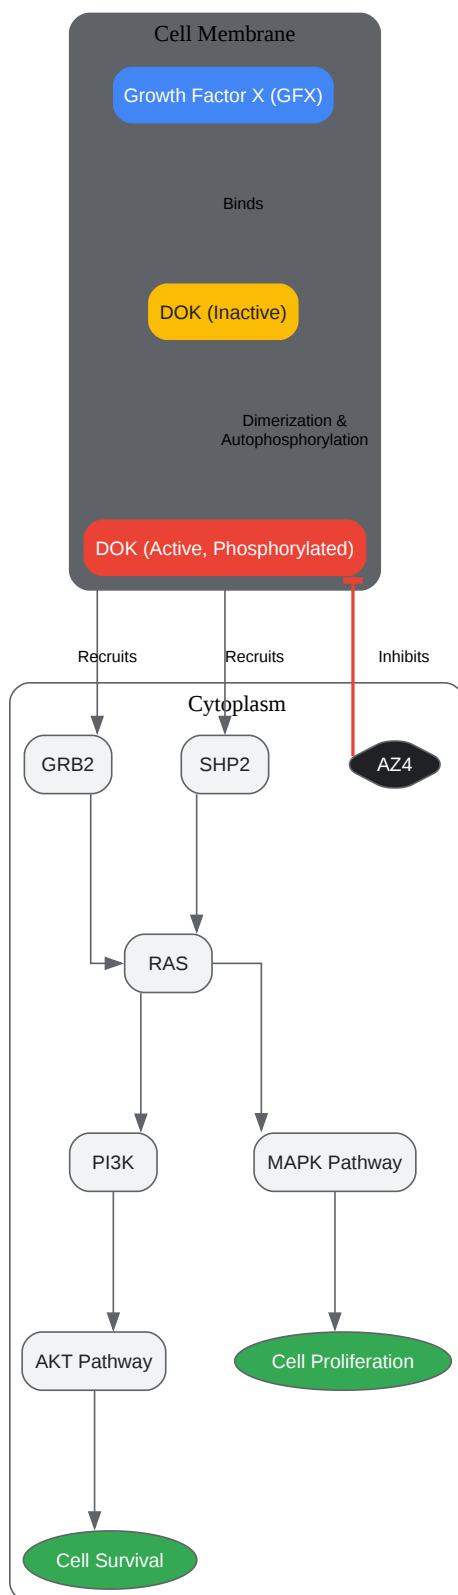 Cell Membrane
Growth Factor X (GFX)
Binds
DOK (Inactive)
Dimerization &
Autophosphorylation
DOK (Active, Phosphorylated)
Recruits
Recruits
Inhibits
Cytoplasm
GRB2
SHP2
AZ4
RAS
PI3K
MAPK Pathway
AKT Pathway
Cell Proliferation
Cell Survival